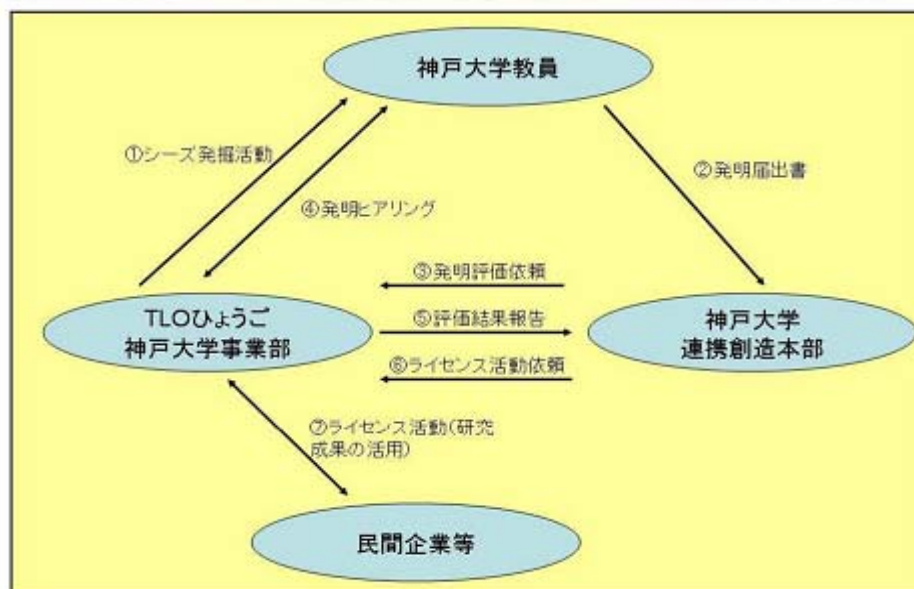 神戸大学教員
①シーズ発掘活動
②発明届出書
④発明ヒアリング
③発明評価依頼
TLOひょうご
神戸大学事業部
⑤評価結果報告
神戸大学
連携創造本部
⑥ライセンス活動依頼
⑦ライセンス活動(研究
成果の活用)
民間企業等